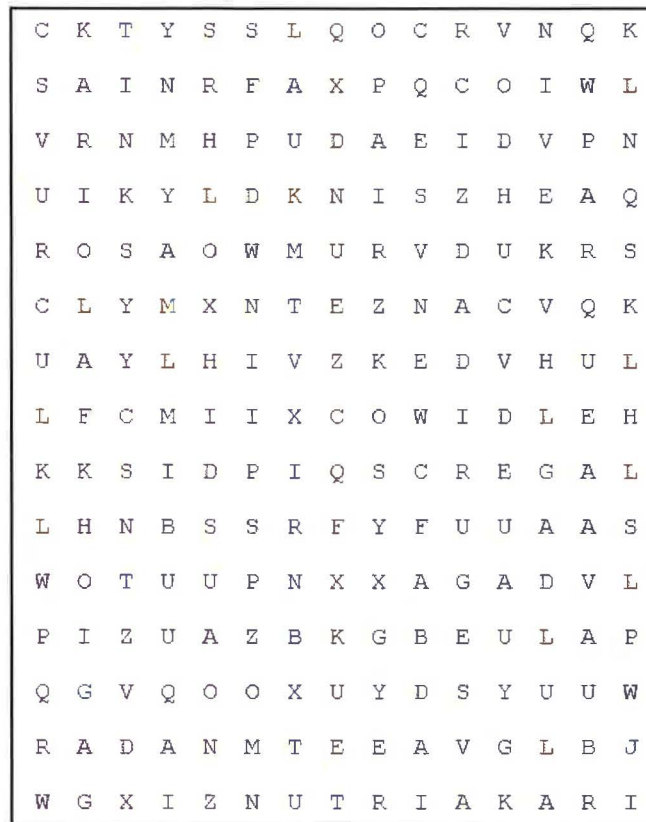 C K T Y S S L Q O C R V N Q K
S A I N R F A X P Q C O I W L
V R N M H P U D A E I D V P N
U I K Y L D K N I S Z H E A Q
R O S A O W M U R V D U K R S
C L Y M X N T E Z N A C V Q K
U A Y L H I V Z K E D V H U L
L F C M I I X C O W I D L E H
K K S I D P I Q S C R E G A L
L H N B S S R F Y F U U A A S
W O T U U P N X X A G A D V L
P I Z U A Z B K G B E U L A P
Q G V Q O O X U Y D S Y U U W
R A D A N M T E E A V G L B J
W G X I Z N U T R I A K A R I